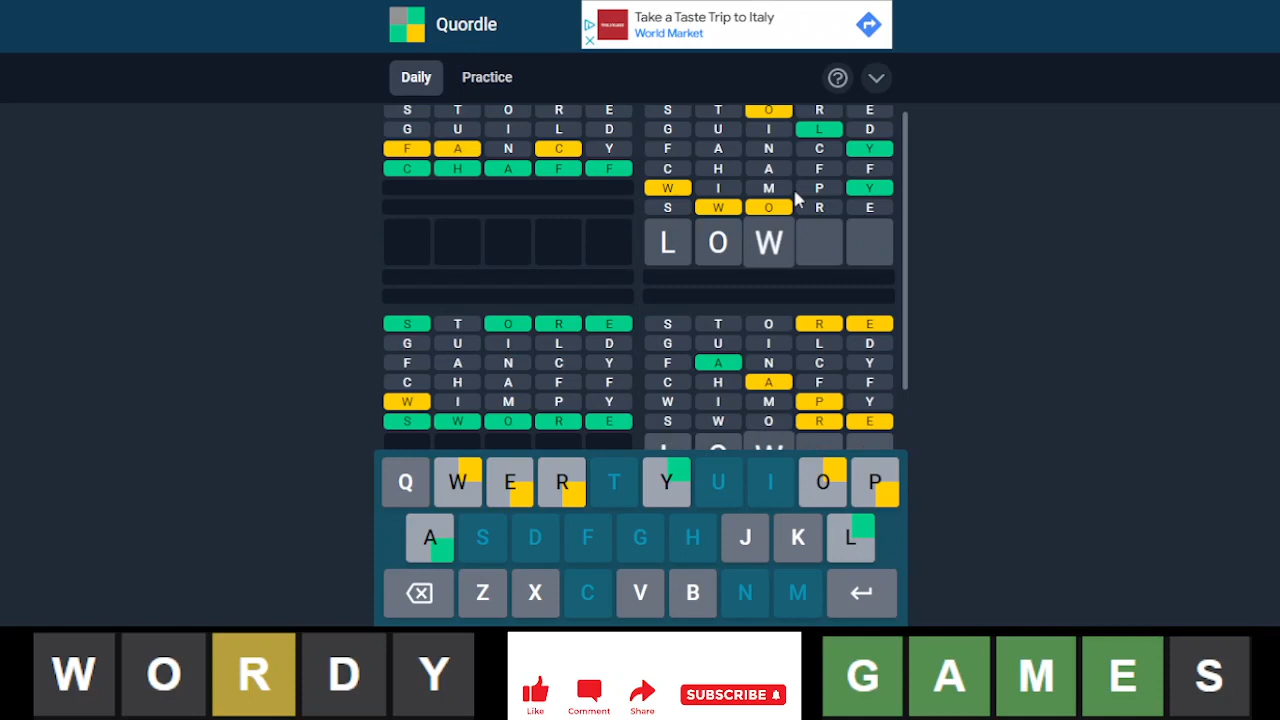 Quordle
Take a Taste Trip to Italy
World Market
Daily
Practice
S T O R E S T O R E
G U I L D G U I L D
F A N C Y F A N C Y
C H A F F C H A F F
W I M P Y
S W O R E
L O W
S T O R E S T O R E
G U I L D G U I L D
F A N C Y F A N C Y
C H A F F C H A F F
W I M P Y W I M P Y
S W O R E S W O R E
L O W
Q W E R T Y U I O P
A S D F G H J K L
Z X C V B N M
W O R D Y
Like
Comment
Share
SUBSCRIBE
G A M E S